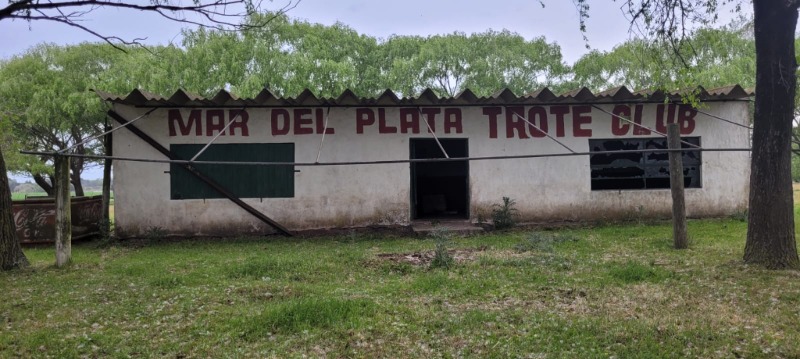 MAR DEL PLATA TROTE CLUB